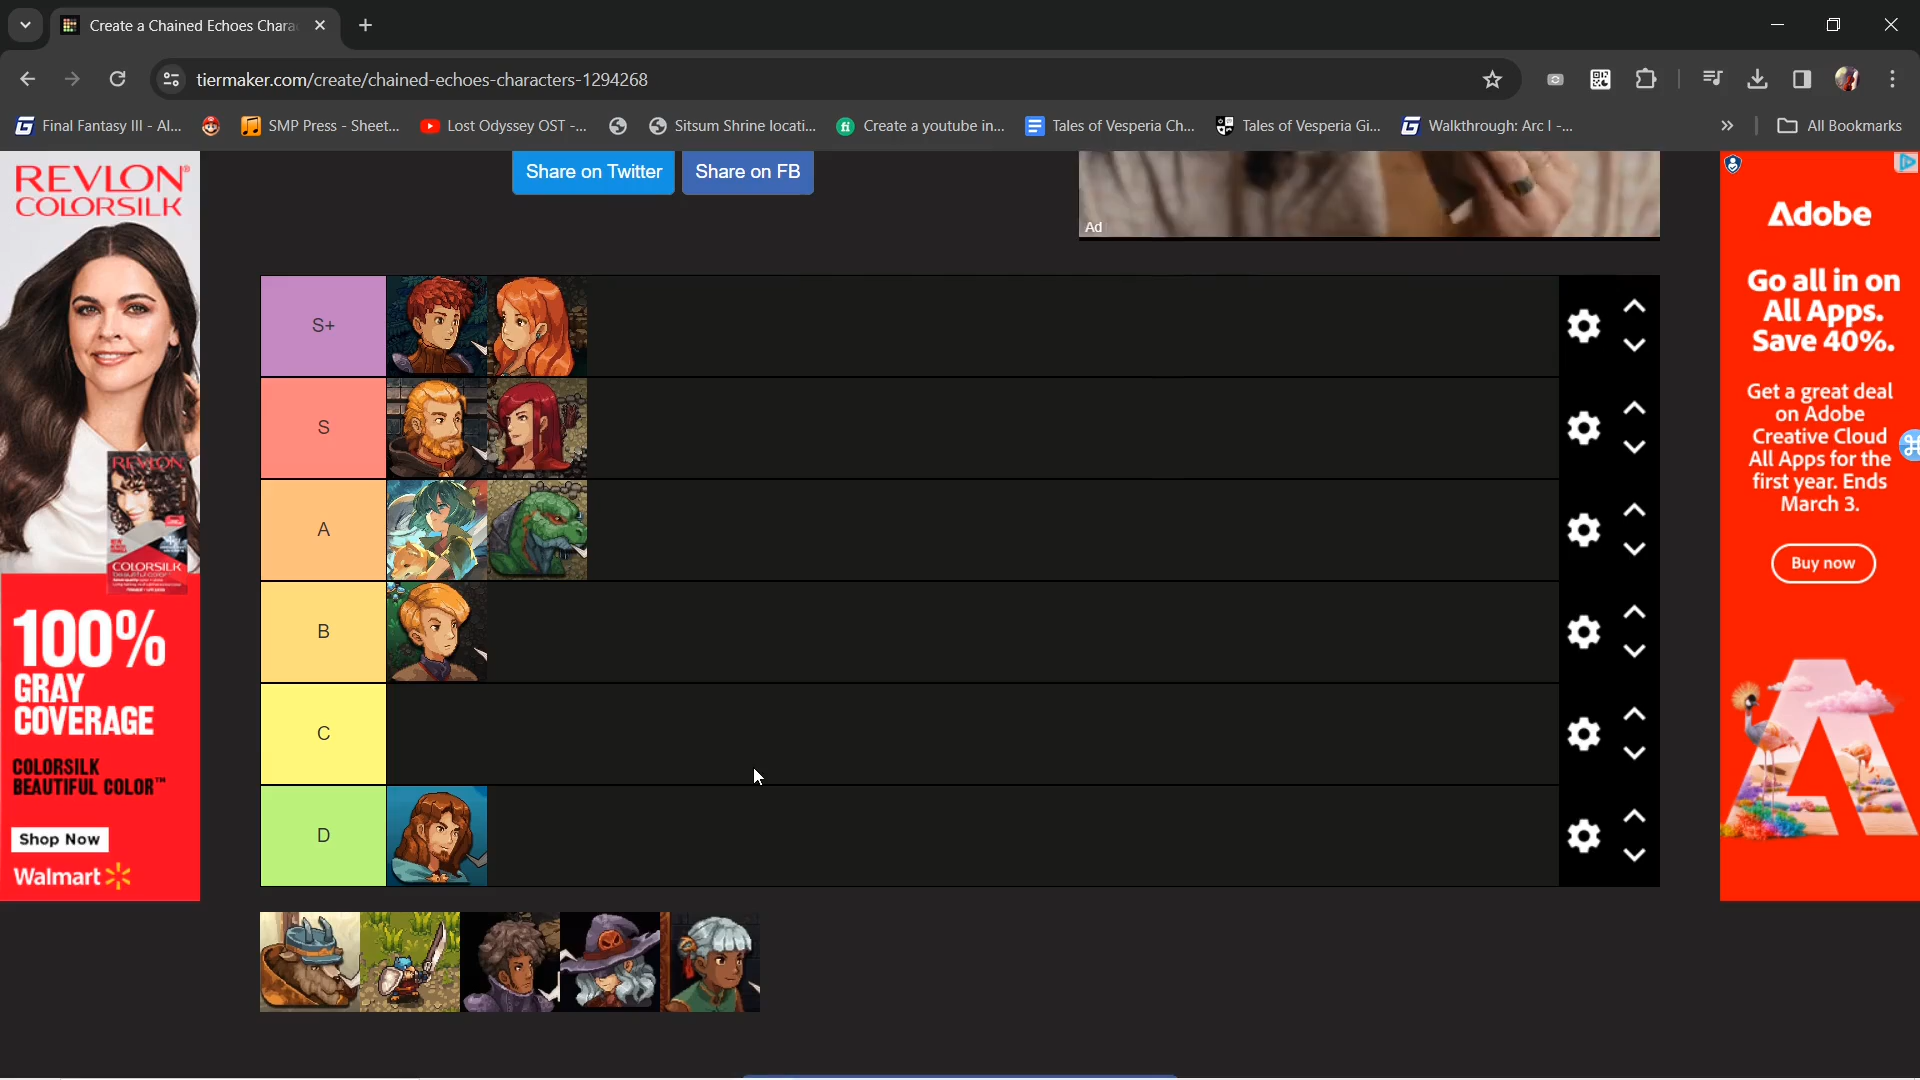 Create a Chained Echoes Chara
tiermaker.com/create/chained-echoes-characters-1294268
Final Fantasy III - Al...
SMP Press - Sheet...
Lost Odyssey OST -...
Sitsum Shrine locati...
Create a youtube in...
Tales of Vesperia Ch...
Tales of Vesperia Gi...
Walkthrough: Arc I -...
All Bookmarks
REVLON®
COLORSILK
REVLON
COLORSILK
100%
GRAY
COVERAGE
COLORSILK
BEAUTIFUL COLOR™
Shop Now
Walmart
Share on Twitter
Share on FB
Ad
S+
S
A
B
C
D
Adobe
Go all in on
All Apps.
Save 40%.
Get a great deal
on Adobe
Creative Cloud
All Apps for the
first year. Ends
March 3.
Buy now